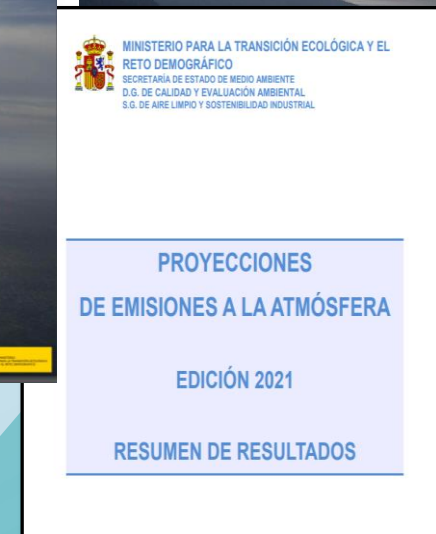 MINISTERIO PARA LA TRANSICIÓN ECOLÓGICA Y EL
RETO DEMOGRÁFICO
SECRETARÍA DE ESTADO DE MEDIO AMBIENTE
D.G. DE CALIDAD Y EVALUACIÓN AMBIENTAL
S.G. DE AIRE LIMPIO Y SOSTENIBILIDAD INDUSTRIAL
PROYECCIONES
DE EMISIONES A LA ATMÓSFERA
EDICIÓN 2021
RESUMEN DE RESULTADOS